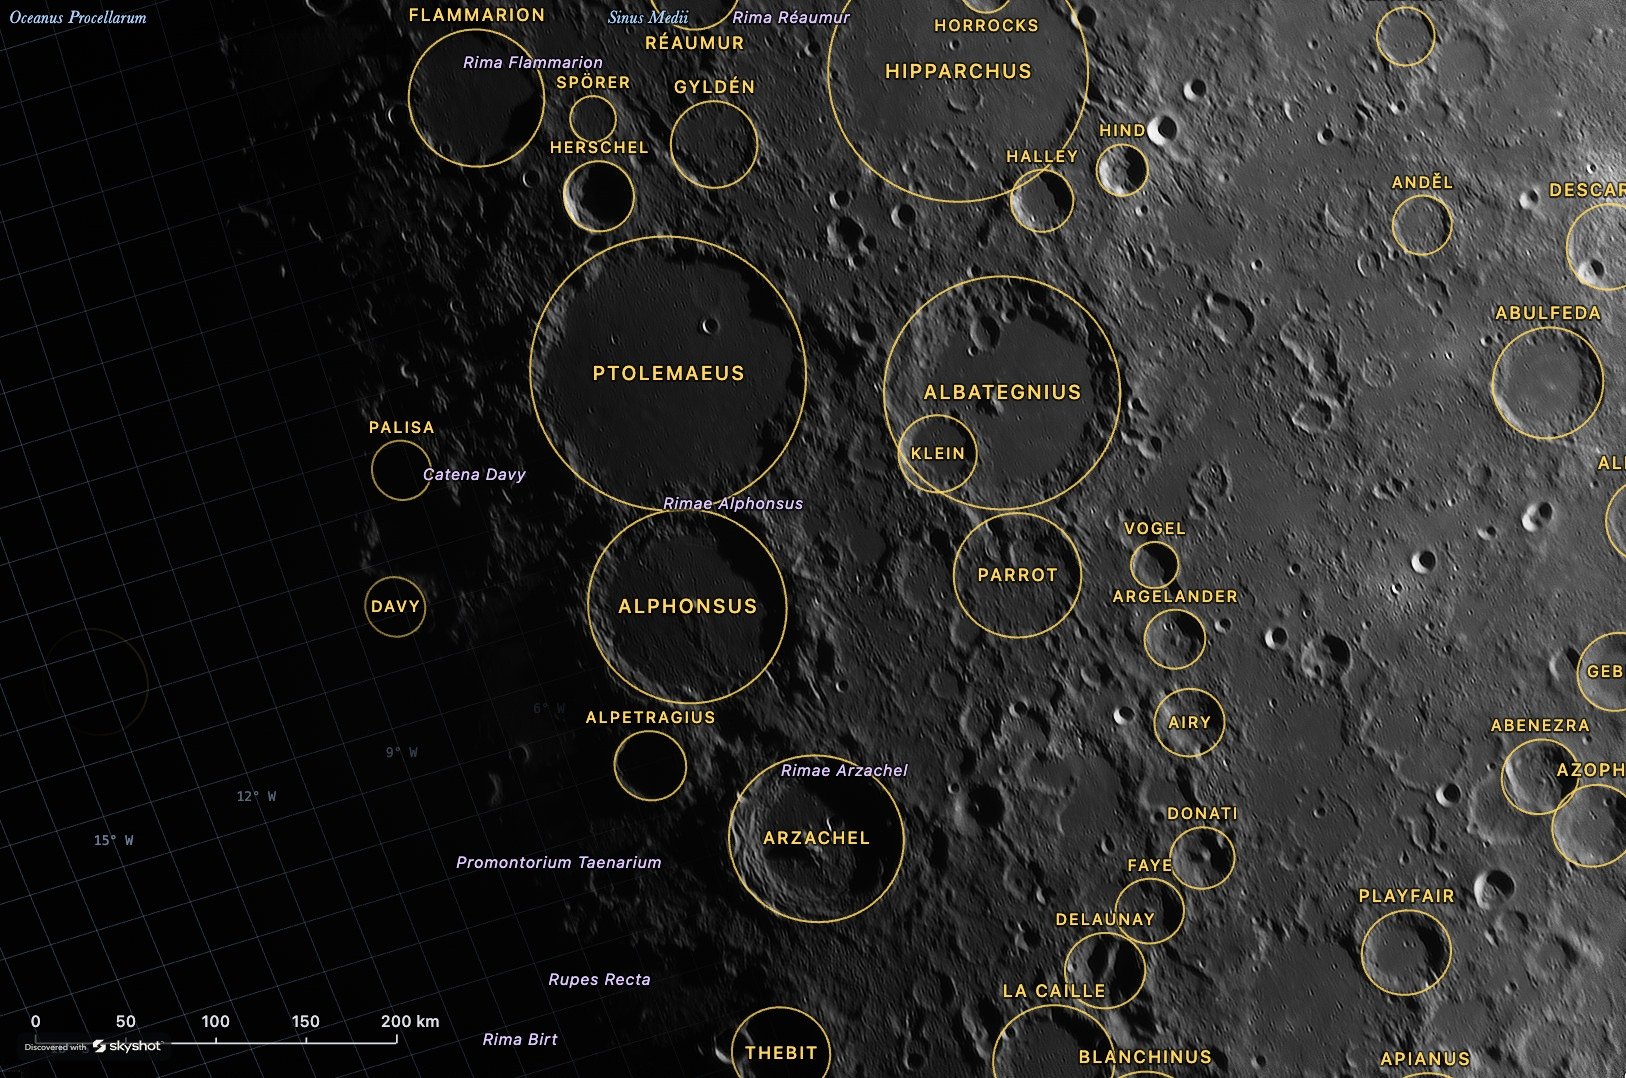 Oceanus Procellarum
FLAMMARION
Sinus Medii
Rima Réaumur
HORROCKS
RÉAUMUR
Rima Flammarion
HIPPARCHUS
SPÖRER
GYLDÉN
HIND
HERSCHEL
HALLEY
ANDĚL
DESCAR
ABULFEDA
PTOLEMAEUS
ALBATEGNIUS
PALISA
KLEIN
AL
Catena Davy
Rimae Alphonsus
VOGEL
PARROT
ARGELANDER
DAVY
ALPHONSUS
GEB
6° W
ALPETRAGIUS
AIRY
ABENEZRA
9° W
Rimae Arzachel
AZOPH
12° W
DONATI
15° W
ARZACHEL
Promontorium Taenarium
FAYE
PLAYFAIR
DELAUNAY
Rupes Recta
LA CAILLE
0 50 100 150 200 km
Rima Birt
Discovered with skyshot
THEBIT
BLANCHINUS
APIANUS